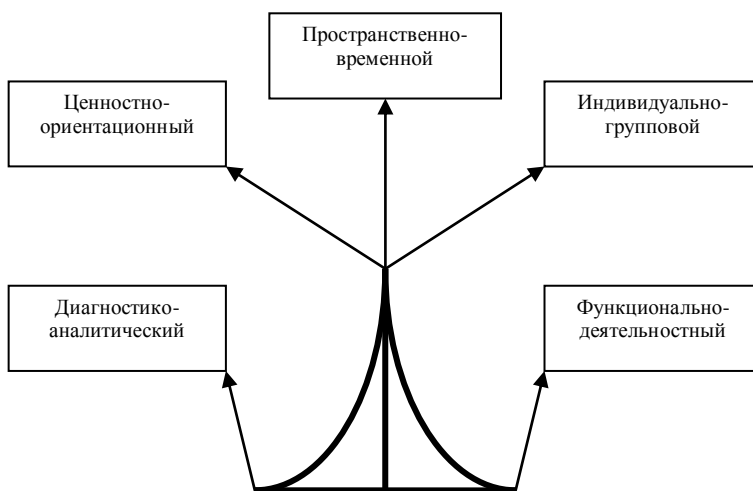 Пространственно-
временной
Ценностно-
ориентационный
Индивидуально-
групповой
Диагностико-
аналитический
Функционально-
деятельностный